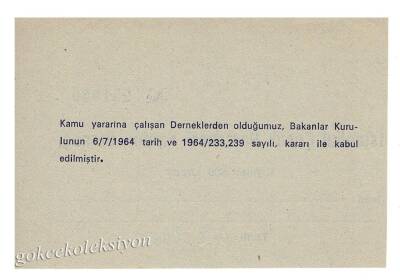 Kamu yararına çalışan Derneklerden olduğumuz, Bakanlar Kuru-
lunun 6/7/1964 tarih ve 1964/233,239 sayılı, kararı ile kabul
edilmiştir.
gokcekoleksiyon